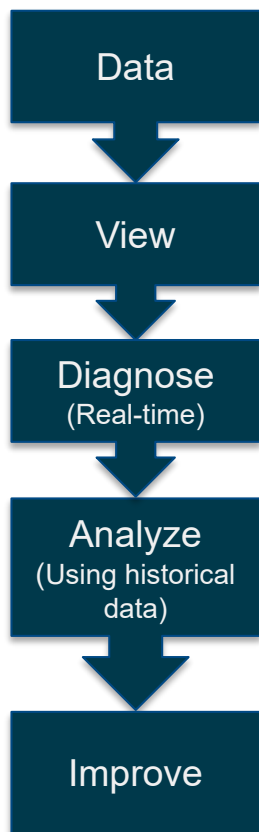 Data
View
Diagnose
(Real-time)
Analyze
(Using historical
data)
Improve